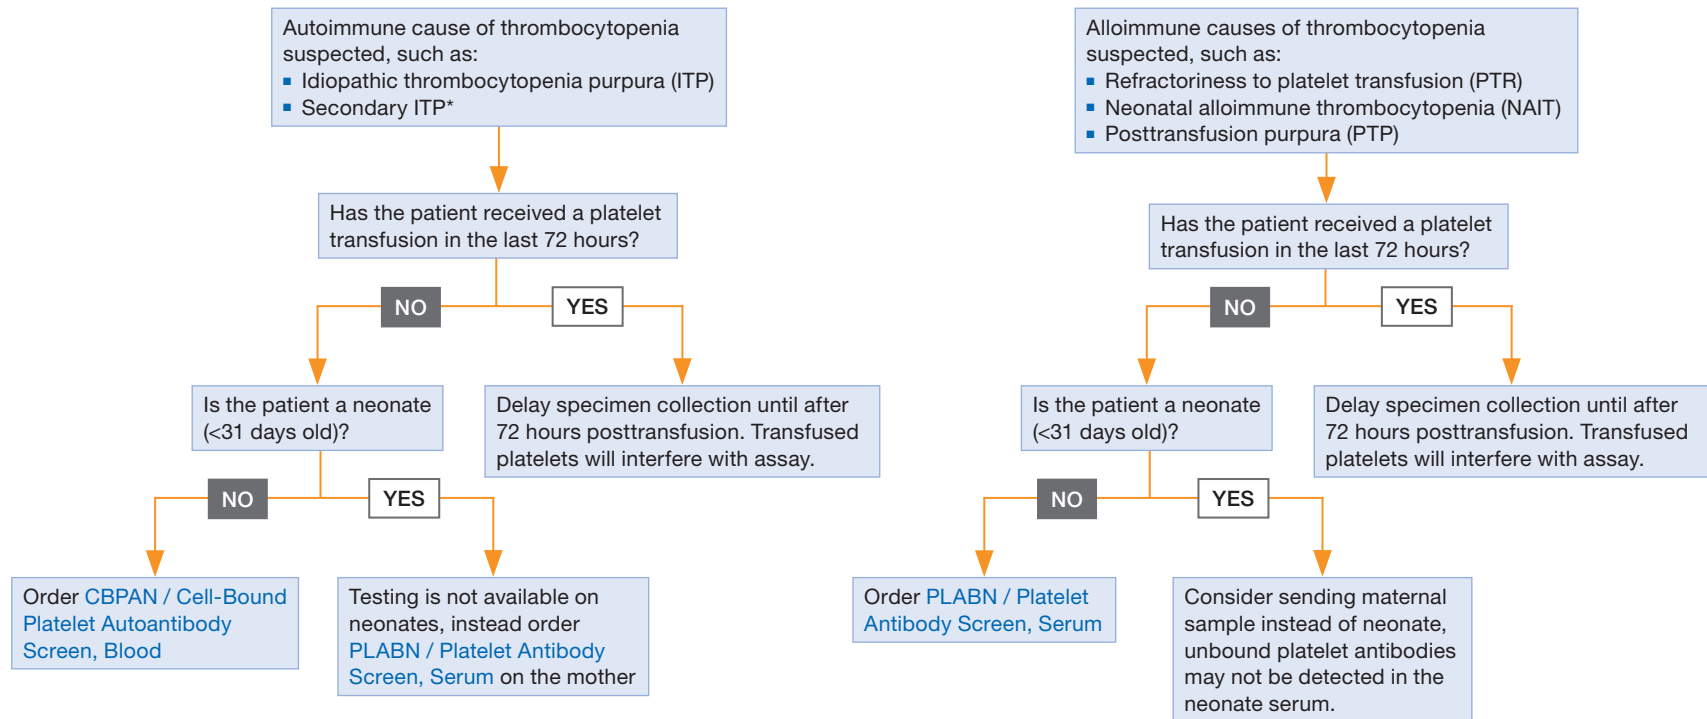 Autoimmune cause of thrombocytopenia
suspected, such as:
▪ Idiopathic thrombocytopenia purpura (ITP)
▪ Secondary ITP*
Has the patient received a platelet
transfusion in the last 72 hours?
NO
YES
Is the patient a neonate
(<31 days old)?
Delay specimen collection until after
72 hours posttransfusion. Transfused
platelets will interfere with assay.
NO
YES
Order CBPAN / Cell-Bound
Platelet Autoantibody
Screen, Blood
Testing is not available on
neonates, instead order
PLABN / Platelet Antibody
Screen, Serum on the mother
Alloimmune causes of thrombocytopenia
suspected, such as:
▪ Refractoriness to platelet transfusion (PTR)
▪ Neonatal alloimmune thrombocytopenia (NAIT)
▪ Posttransfusion purpura (PTP)
Has the patient received a platelet
transfusion in the last 72 hours?
NO
YES
Is the patient a neonate
(<31 days old)?
Delay specimen collection until after
72 hours posttransfusion. Transfused
platelets will interfere with assay.
NO
YES
Order PLABN / Platelet
Antibody Screen, Serum
Consider sending maternal
sample instead of neonate,
unbound platelet antibodies
may not be detected in the
neonate serum.